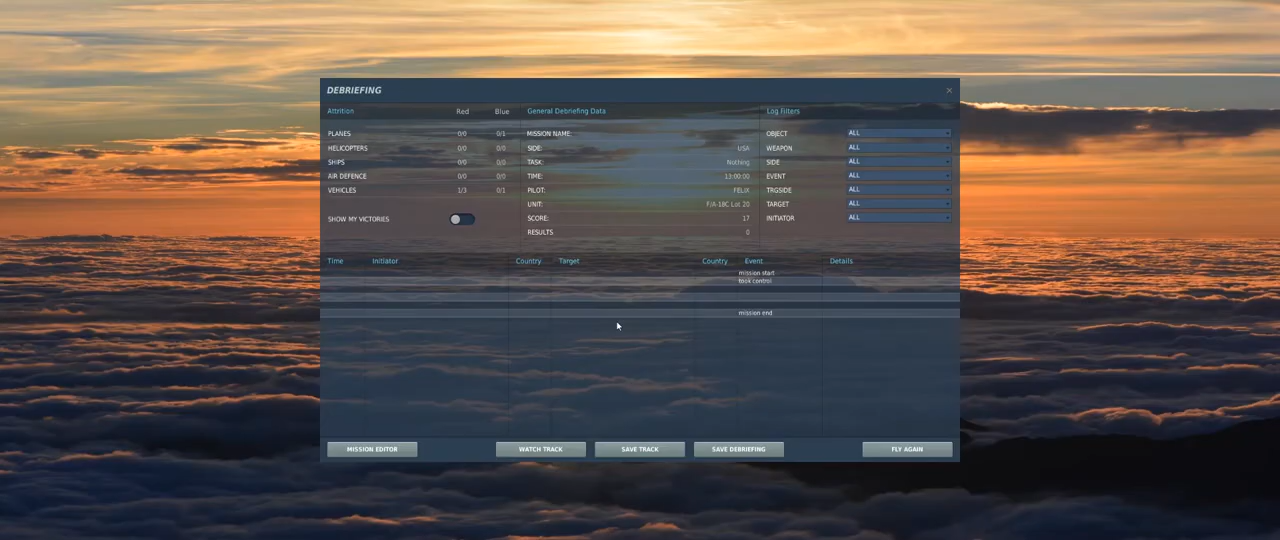 DEBRIEFING
Attrition Red Blue
PLANES 0/0 0/1
HELICOPTERS 0/0 0/0
SHIPS 0/0 0/0
AIR DEFENCE 0/0 0/0
VEHICLES 1/3 0/1
SHOW MY VICTORIES
General Debriefing Data
MISSION NAME:
SIDE: USA
TASK: Nothing
TIME: 13:00:00
PILOT: FELIX
UNIT: F/A-18C Lot 20
SCORE: 17
RESULTS 0
Log Filters
OBJECT ALL
WEAPON ALL
SIDE ALL
EVENT ALL
TRGSIDE ALL
TARGET ALL
INITIATOR ALL
Time Initiator Country Target Country Event Details
mission start
took control
mission end
MISSION EDITOR WATCH TRACK SAVE TRACK SAVE DEBRIEFING FLY AGAIN